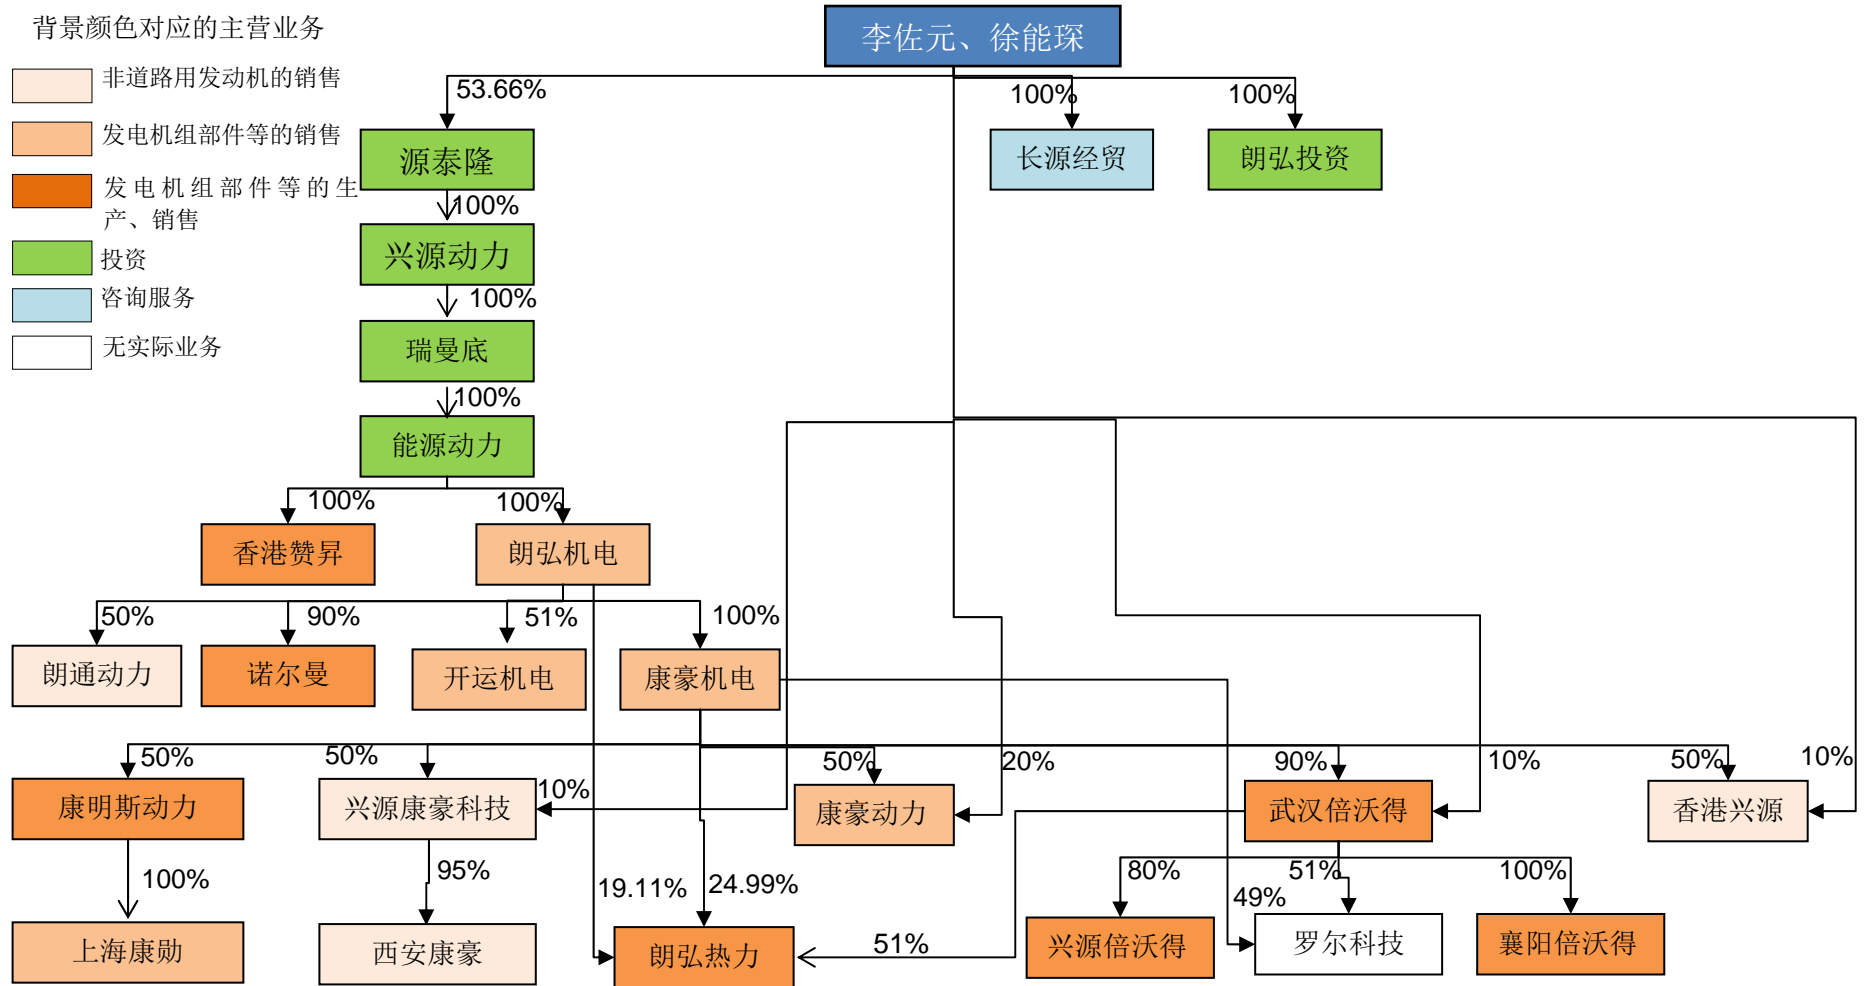 背景颜色对应的主营业务
非道路用发动机的销售
发电机组部件等的销售
发电机组部件等的生
产、销售
投资
咨询服务
无实际业务
李佐元、徐能琛
53.66%
100%
100%
源泰隆
长源经贸
朗弘投资
100%
兴源动力
100%
瑞曼底
100%
能源动力
100%
100%
香港赞昇
朗弘机电
50%
90%
51%
100%
朗通动力
诺尔曼
开运机电
康豪机电
50%
50%
10%
50%
20%
90%
10%
50%
10%
康明斯动力
兴源康豪科技
康豪动力
武汉倍沃得
香港兴源
100%
95%
19.11%
24.99%
51%
80%
51%
49%
100%
上海康勋
西安康豪
朗弘热力
兴源倍沃得
罗尔科技
襄阳倍沃得